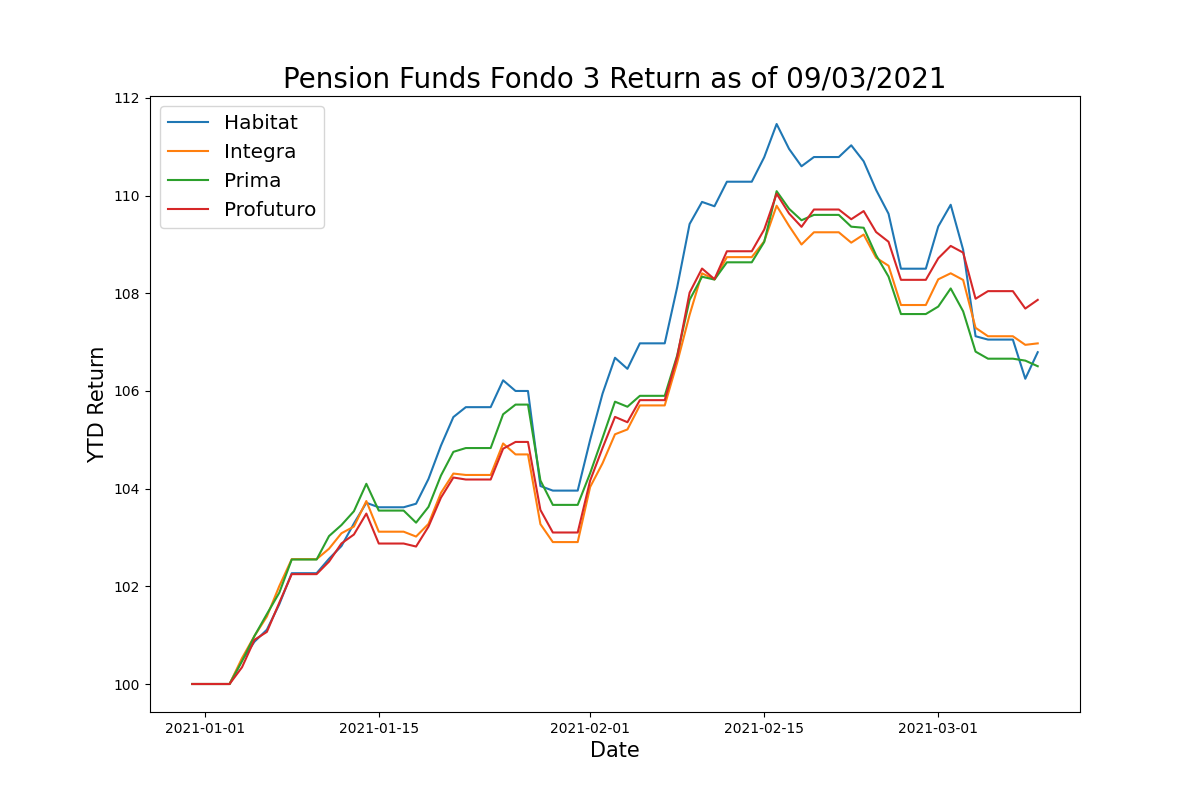 Pension Funds Fondo 3 Return as of 09/03/2021
112
110
108
106
104
102
100
YTD Return
Habitat
Integra
Prima
Profuturo
2021-01-01
2021-01-15
2021-02-01
2021-02-15
2021-03-01
Date